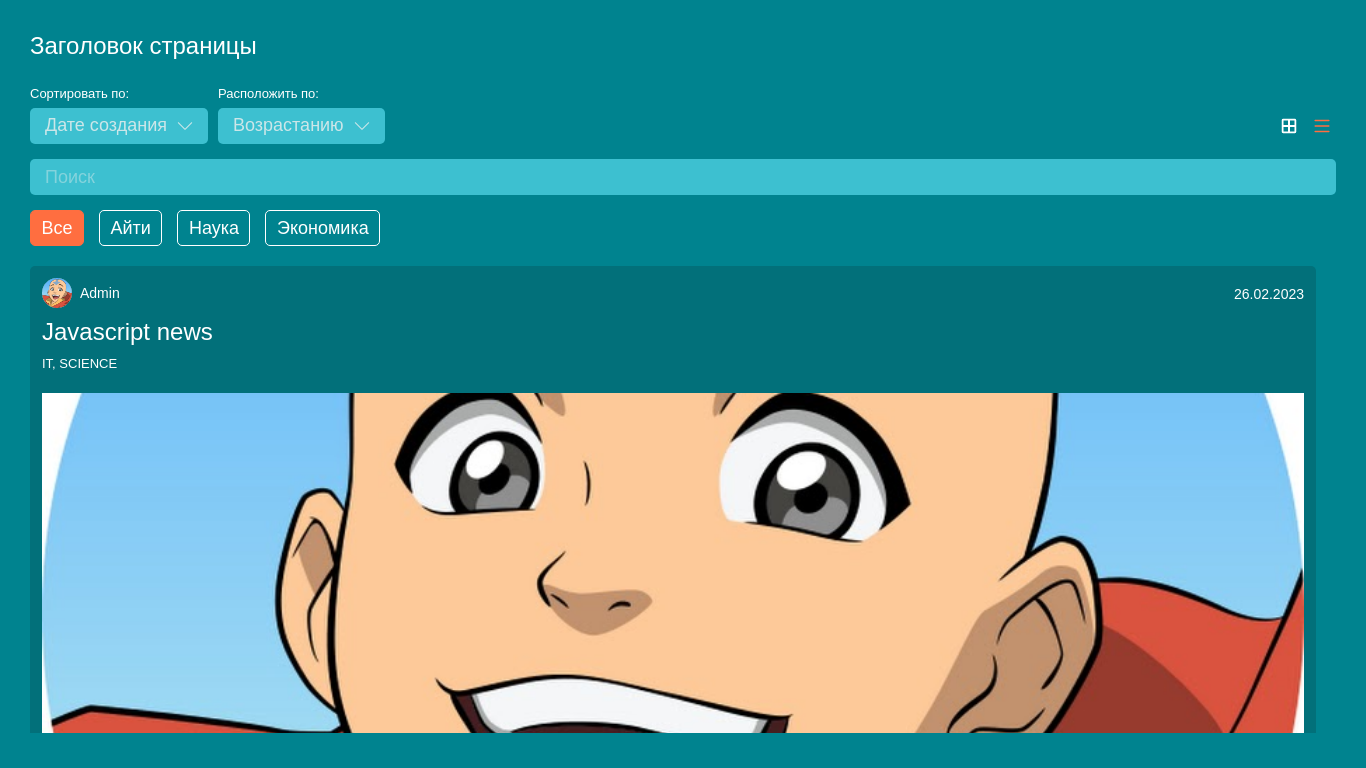 Заголовок страницы
Сортировать по: Расположить по:
Дате создания Возрастанию
Поиск
Все Айти Наука Экономика
Admin 26.02.2023
Javascript news
IT, SCIENCE